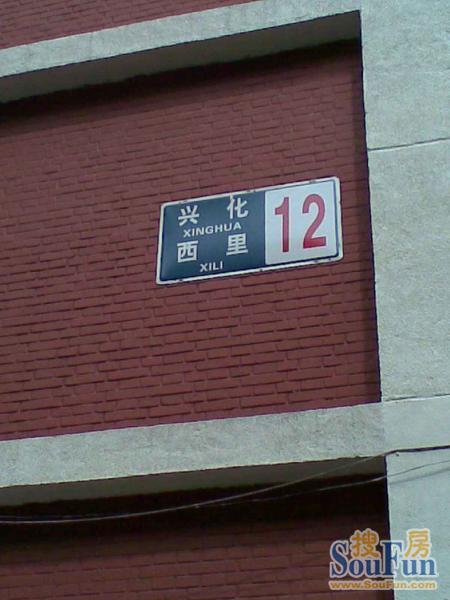 兴化
XINGHUA
西里
XILI
12
搜房
SouFun
www.SouFun.com